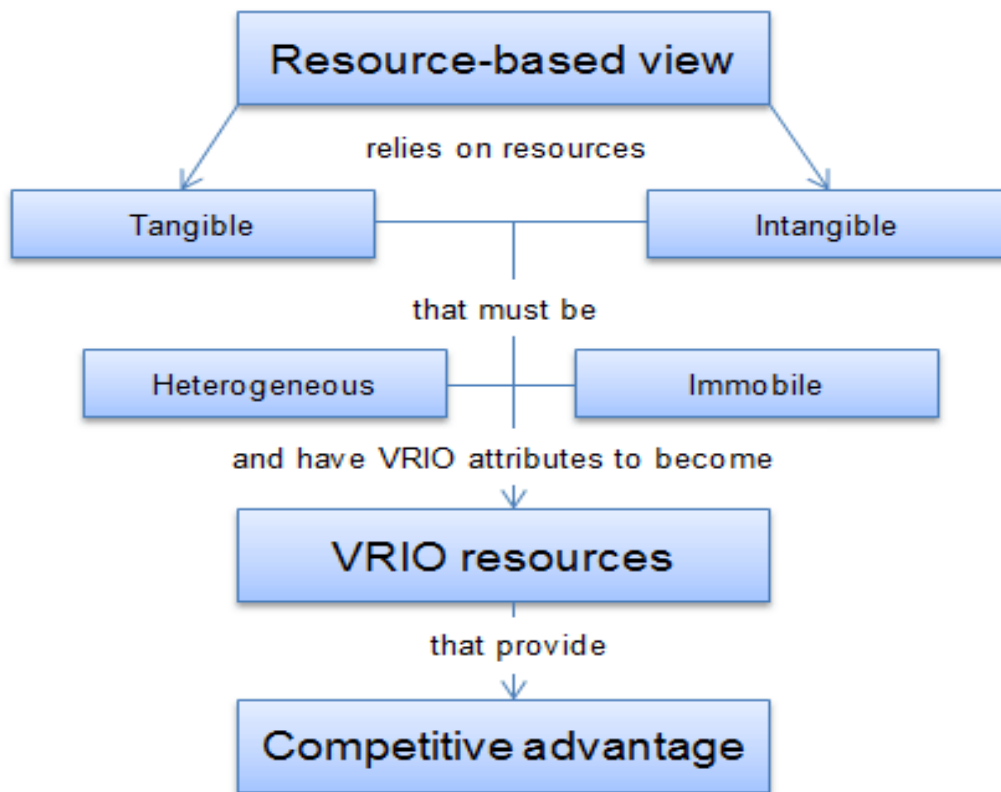 Resource-based view
relies on resources
Tangible
Intangible
that must be
Heterogeneous
Immobile
and have VRIO attributes to become
VRIO resources
that provide
Competitive advantage